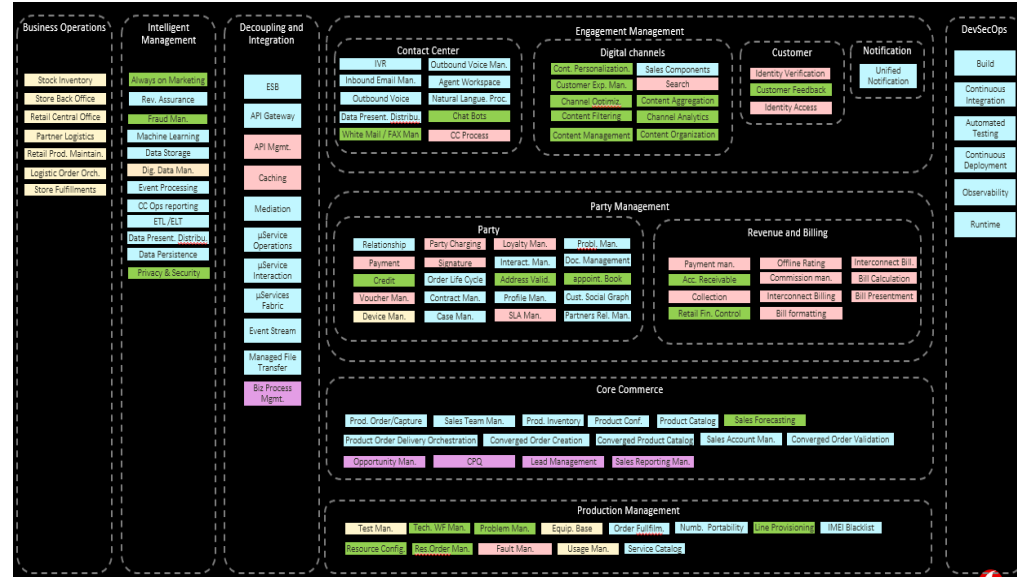 Business Operations
Stock Inventory
Store Back Office
Retail Central Office
Partner Logistics
Retail Prod. Maintain.
Logistic Order Orch.
Store Fulfillments
Intelligent
Management
Always on Marketing
Rev. Assurance
Fraud Man.
Machine Learning
Data Storage
Dig. Data Man.
Event Processing
CC Ops reporting
ETL /ELT
Data Present. Distribu.
Data Persistence
Privacy & Security
Decoupling and
Integration
ESB
API Gateway
API Mgmt.
Caching
Mediation
µService
Operations
µService
Interaction
µServices
Fabric
Event Stream
Managed File
Transfer
Biz Process
Mgmt.
Engagement Management
Contact Center
IVR
Outbound Voice Man.
Inbound Email Man.
Agent Workspace
Outbound Voice
Natural Langue. Proc.
Data Present. Distribu.
Chat Bots
White Mail / FAX Man
CC Process
Digital channels
Cont. Personalization.
Sales Components
Customer Exp. Man.
Search
Channel Optimiz.
Content Aggregation
Content Filtering
Channel Analytics
Content Management
Content Organization
Customer
Identity Verification
Customer Feedback
Identity Access
Notification
Unified
Notification
Party Management
Party
Relationship
Party Charging
Loyalty Man.
Probl. Man.
Payment
Signature
Interact. Man.
Doc. Management
Credit
Order Life Cycle
Address Valid.
appoint. Book
Voucher Man.
Contract Man.
Profile Man.
Cust. Social Graph
Device Man.
Case Man.
SLA Man.
Partners Rel. Man.
Revenue and Billing
Payment man.
Offline Rating
Interconnect Bill.
Acc. Receivable
Commission man.
Bill Calculation
Collection
Interconnect Billing
Bill Presentment
Retail Fin. Control
Bill formatting
Core Commerce
Prod. Order/Capture
Sales Team Man.
Prod. Inventory
Product Conf.
Product Catalog
Sales Forecasting
Product Order Delivery Orchestration
Converged Order Creation
Converged Product Catalog
Sales Account Man.
Converged Order Validation
Opportunity Man.
CPQ
Lead Management
Sales Reporting Man.
Production Management
Test Man.
Tech. WF Man.
Problem Man.
Equip. Base
Order Fullfilm.
Numb. Portability
Line Provisioning
IMEI Blacklist
Resource Config.
Res.Order Man.
Fault Man.
Usage Man.
Service Catalog
DevSecOps
Build
Continuous
Integration
Automated
Testing
Continuous
Deployment
Observability
Runtime